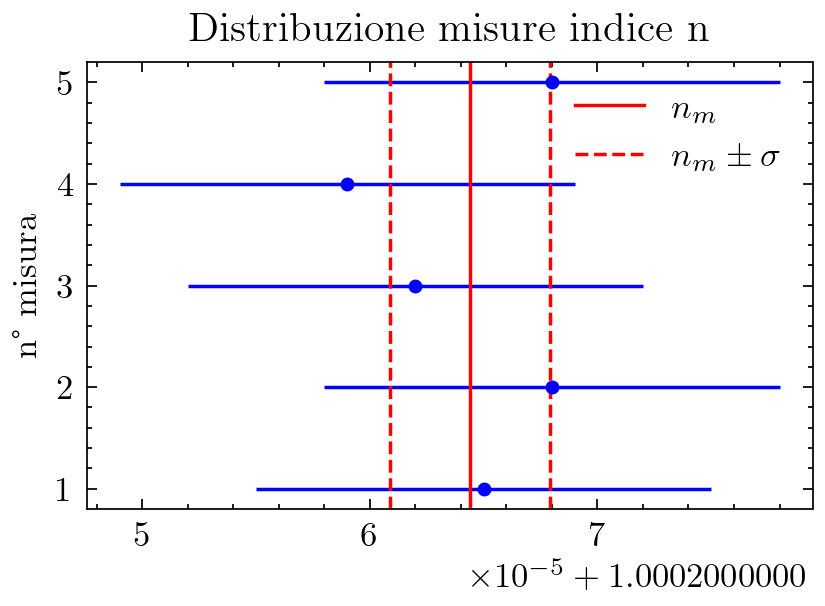 Distribuzione misure indice n
n° misura
5
4
3
2
1
n_m
n_m ± σ
5 6 7
×10⁻⁵ + 1.0002000000